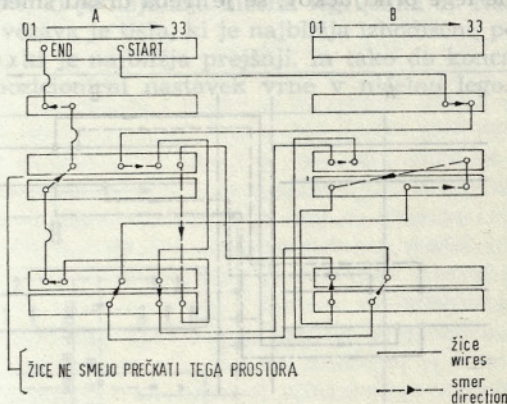 A
B
01 33
01 33
END START
ŽICE NE SMEJO PREČKATI TEGA PROSTORA
žice
wires
smer
direction